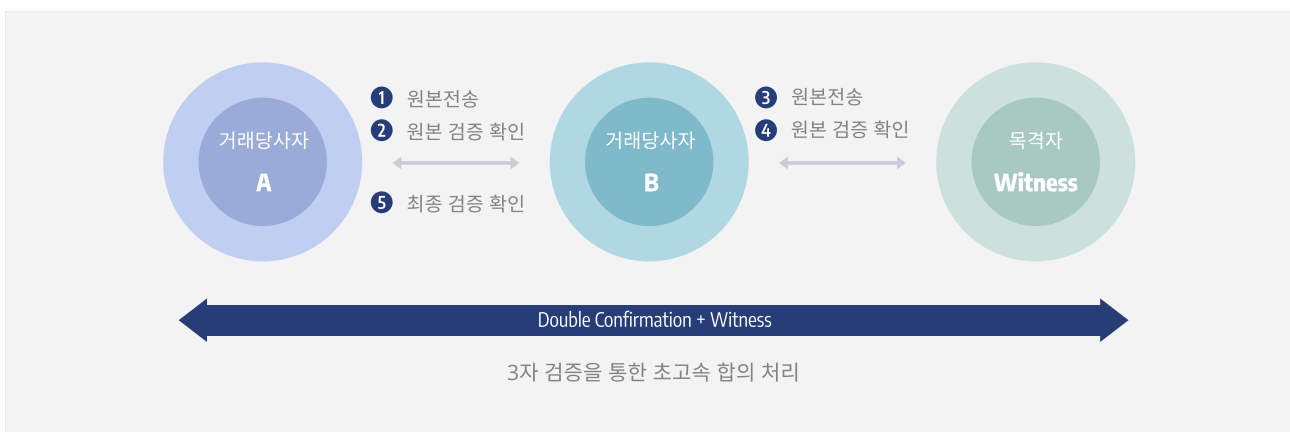 거래당사자
A
1 원본전송
2 원본 검증 확인
5 최종 검증 확인
거래당사자
B
3 원본전송
4 원본 검증 확인
목격자
Witness
Double Confirmation + Witness
3자 검증을 통한 초고속 합의 처리